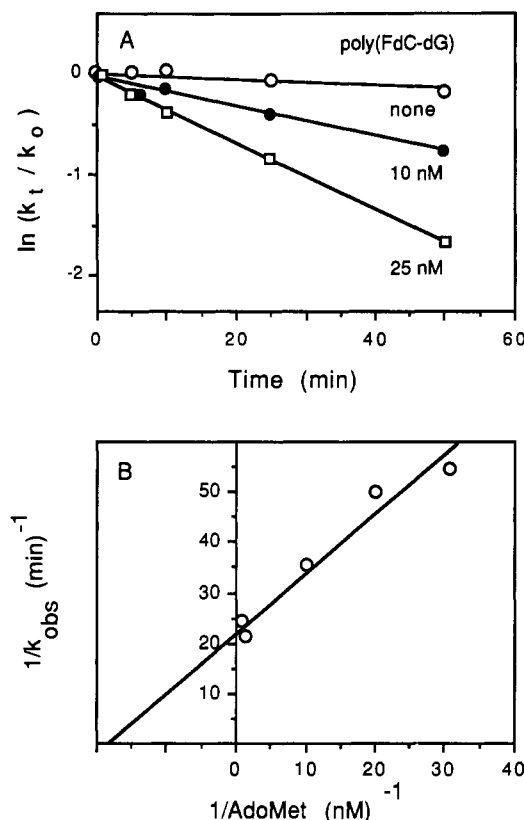 A
poly(FdC-dG)
0
none
10 nM
-1
25 nM
-2
ln (k t / k o )
0 20 40 60
Time (min)
B
50
40
30
20
10
1/k obs (min) -1
0 10 20 30 40
1/AdoMet (nM) -1